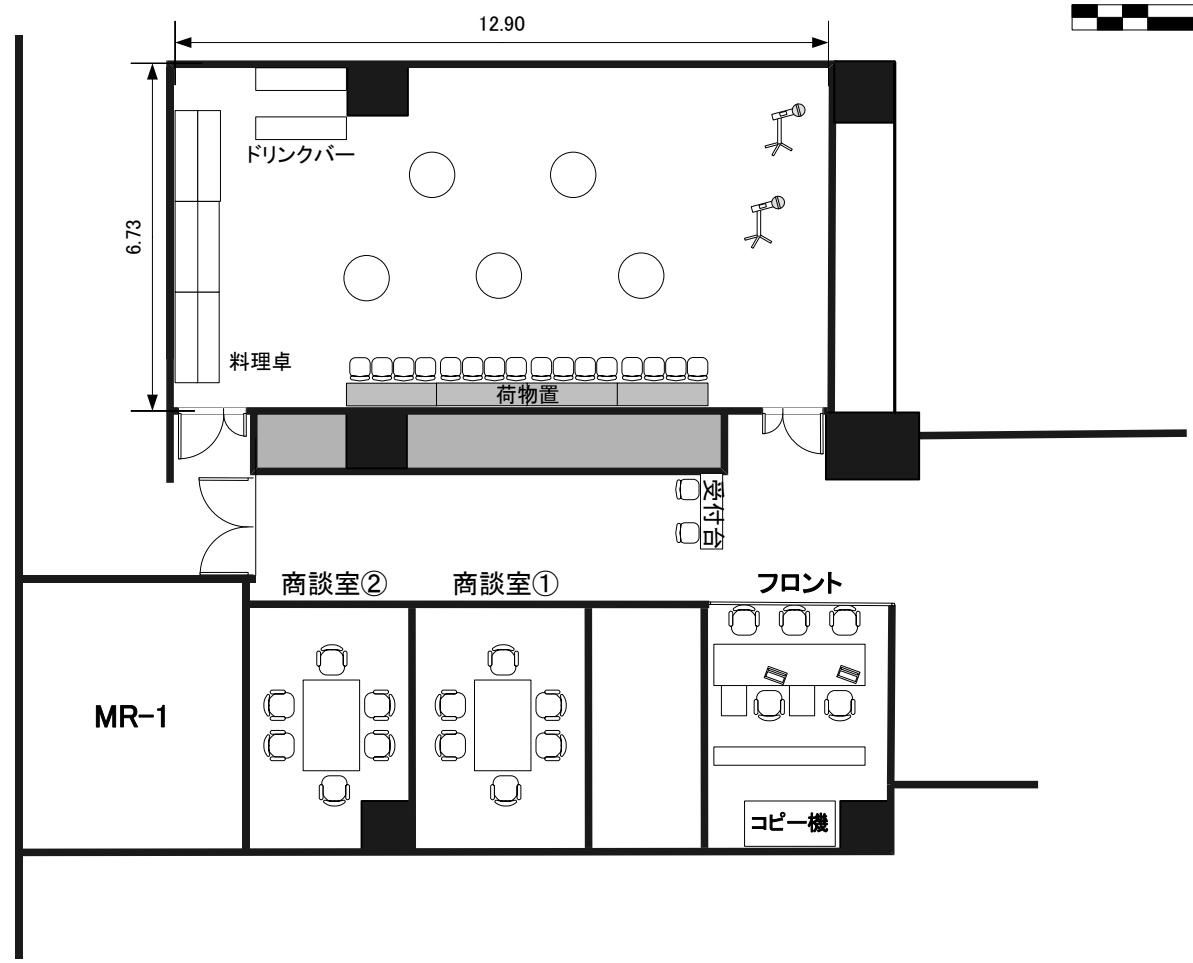 12.90
6.73
ドリンクバー
料理卓
荷物置
受付台
商談室②
商談室①
フロント
MR-1
コピー機